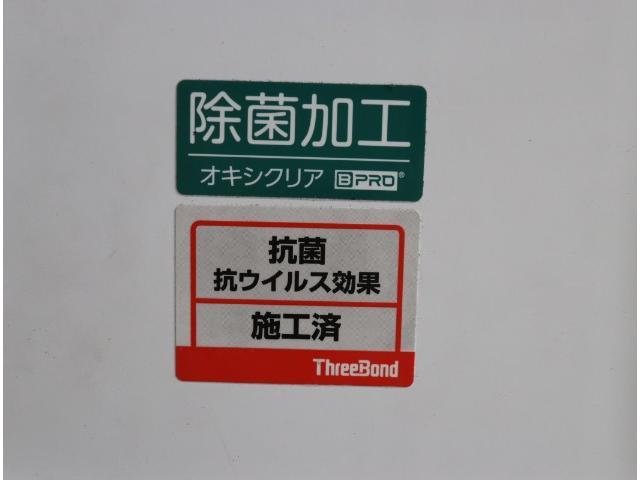 除菌加工
オキシクリア BPRO®
抗菌
抗ウイルス効果
施工済
ThreeBond